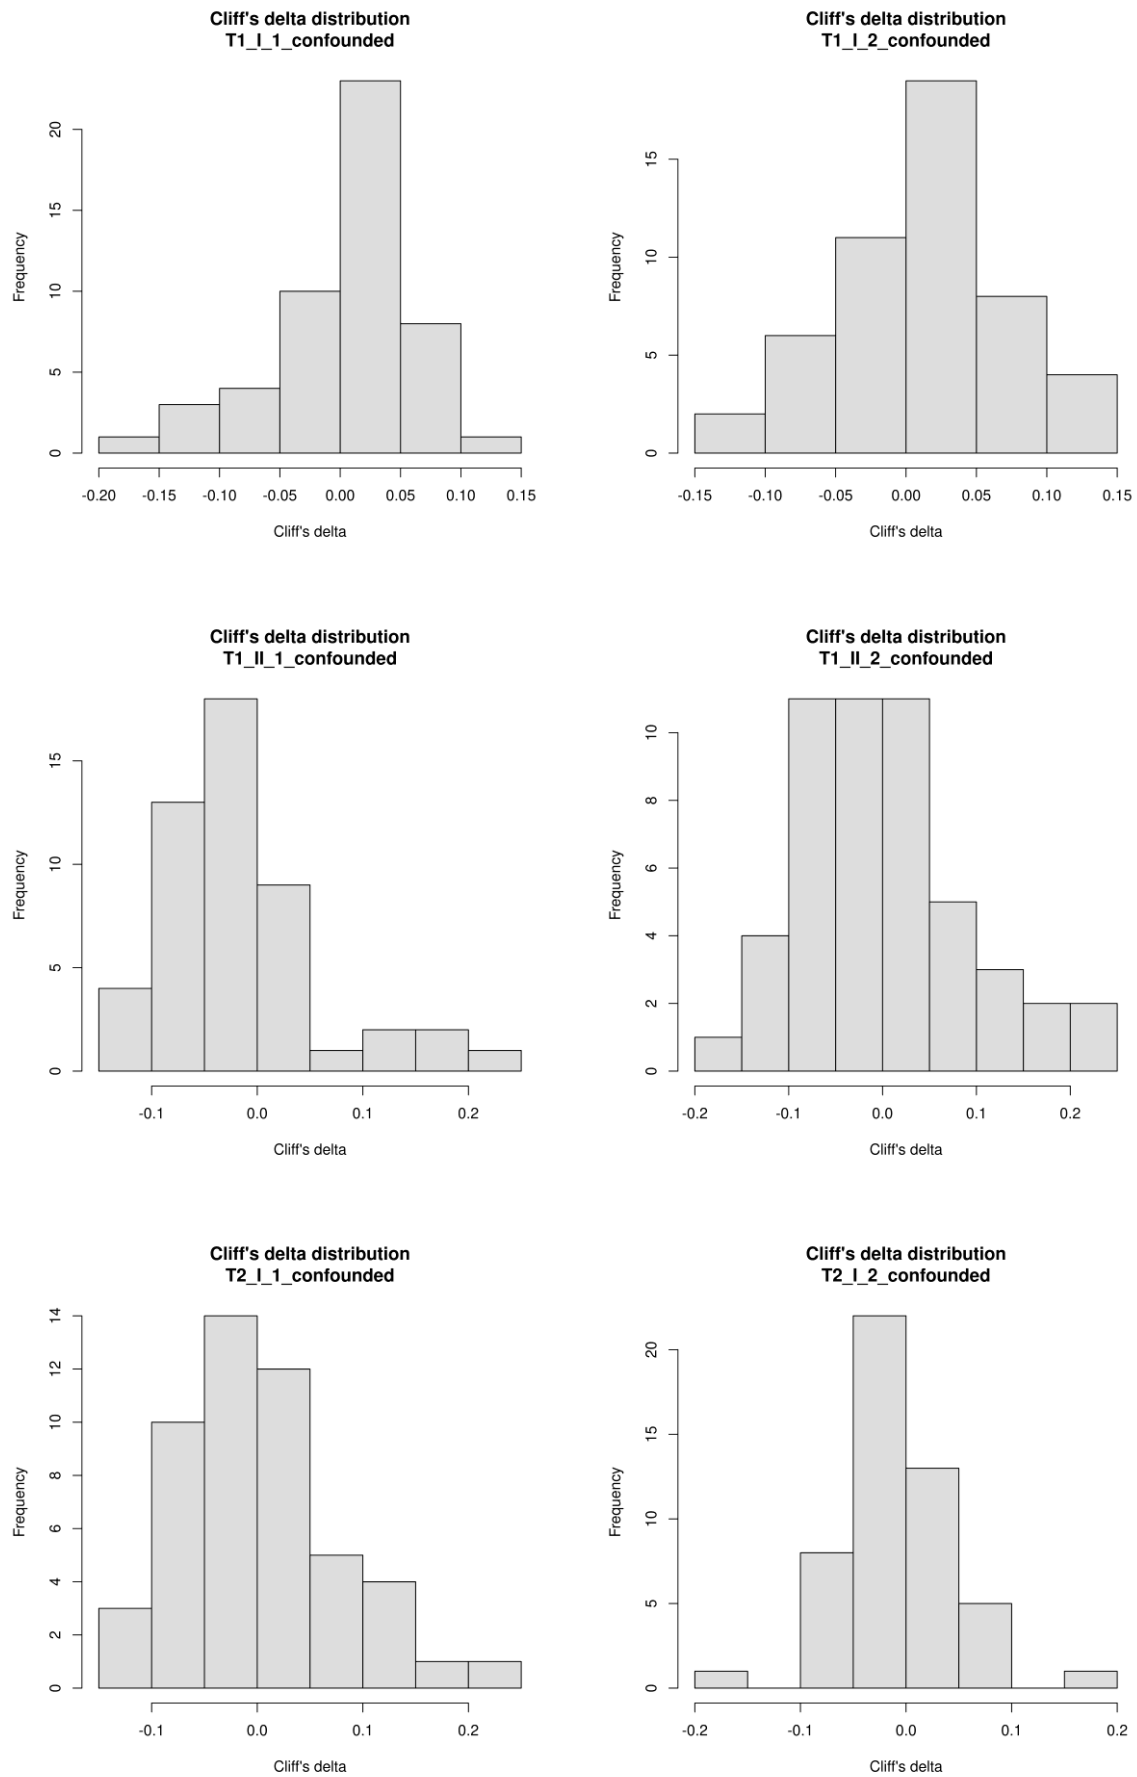 Cliff's delta distribution
T1_I_1_confounded
Frequency
0 5 10 15 20
-0.20 -0.15 -0.10 -0.05 0.00 0.05 0.10 0.15
Cliff's delta
Cliff's delta distribution
T1_I_2_confounded
Frequency
0 5 10 15
-0.15 -0.10 -0.05 0.00 0.05 0.10 0.15
Cliff's delta
Cliff's delta distribution
T1_II_1_confounded
Frequency
0 5 10 15
-0.1 0.0 0.1 0.2
Cliff's delta
Cliff's delta distribution
T1_II_2_confounded
Frequency
0 2 4 6 8 10
-0.2 -0.1 0.0 0.1 0.2
Cliff's delta
Cliff's delta distribution
T2_I_1_confounded
Frequency
0 2 4 6 8 10 12 14
-0.1 0.0 0.1 0.2
Cliff's delta
Cliff's delta distribution
T2_I_2_confounded
Frequency
0 5 10 15 20
-0.2 -0.1 0.0 0.1 0.2
Cliff's delta